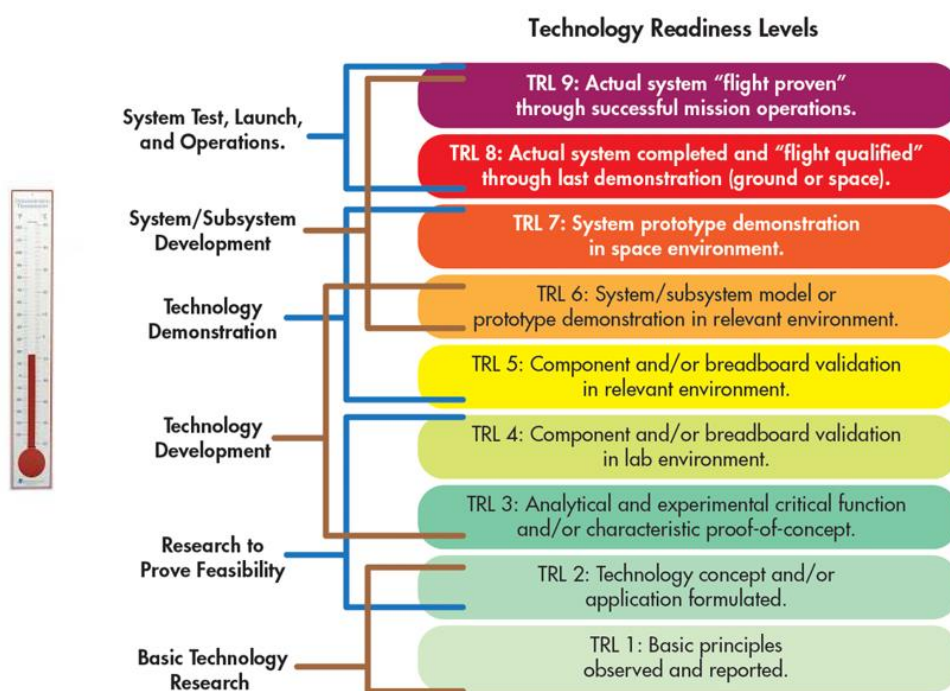 Technology Readiness Levels
System Test, Launch,
and Operations.
System/Subsystem
Development
Technology
Demonstration
Technology
Development
Research to
Prove Feasibility
Basic Technology
Research
TRL 9: Actual system “flight proven”
through successful mission operations.
TRL 8: Actual system completed and “flight qualified”
through last demonstration (ground or space).
TRL 7: System prototype demonstration
in space environment.
TRL 6: System/subsystem model or
prototype demonstration in relevant environment.
TRL 5: Component and/or breadboard validation
in relevant environment.
TRL 4: Component and/or breadboard validation
in lab environment.
TRL 3: Analytical and experimental critical function
and/or characteristic proof-of-concept.
TRL 2: Technology concept and/or
application formulated.
TRL 1: Basic principles
observed and reported.